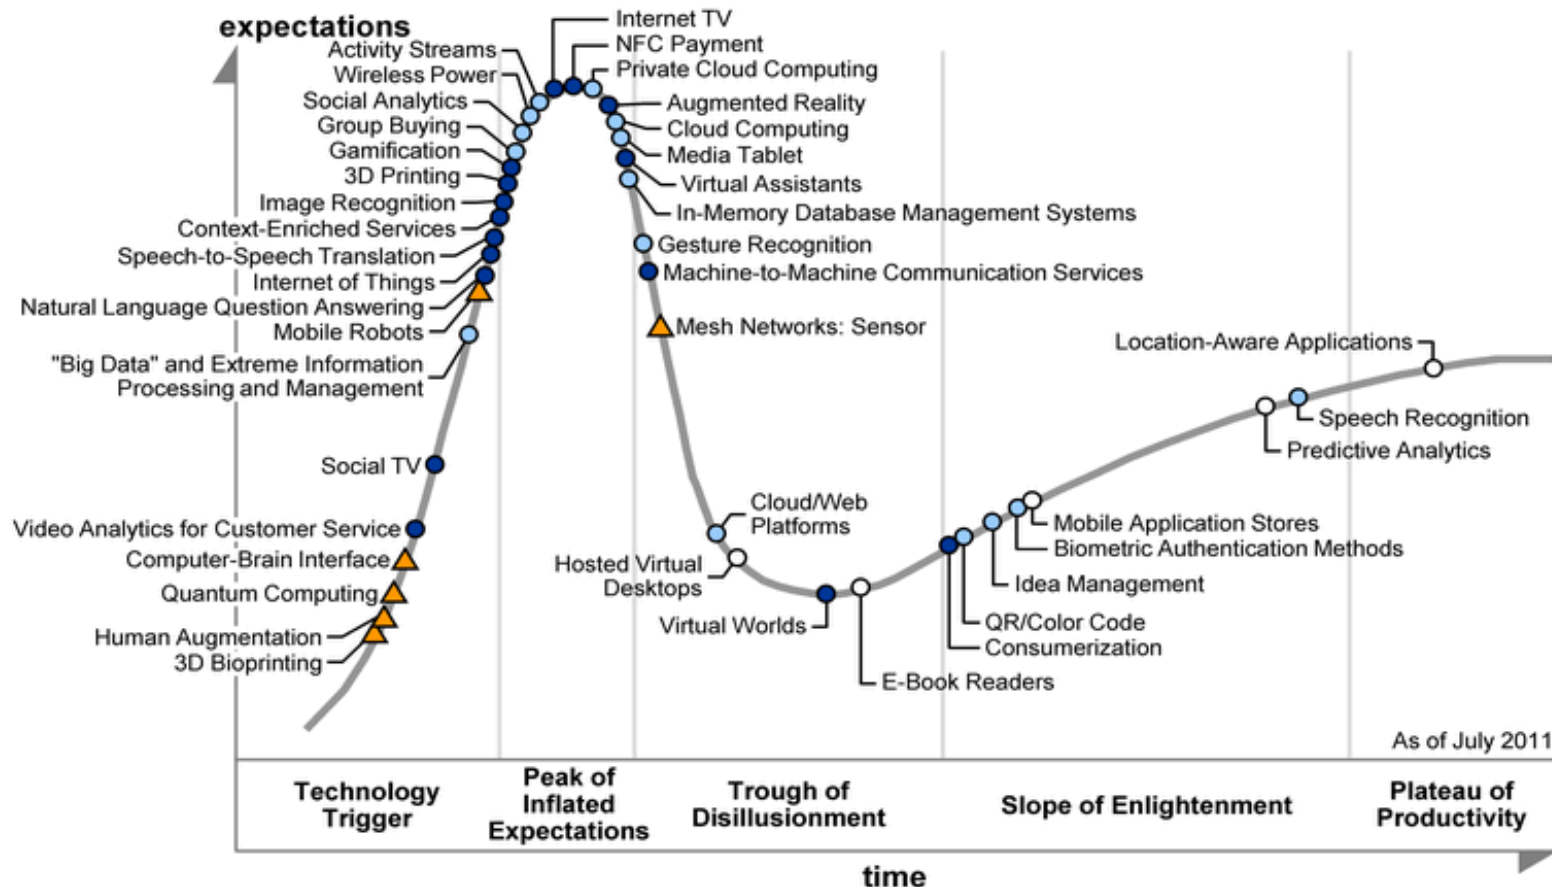 expectations
Internet TV
Activity Streams
NFC Payment
Wireless Power
Private Cloud Computing
Social Analytics
Augmented Reality
Group Buying
Cloud Computing
Gamification
Media Tablet
3D Printing
Virtual Assistants
Image Recognition
In-Memory Database Management Systems
Context-Enriched Services
Gesture Recognition
Speech-to-Speech Translation
Machine-to-Machine Communication Services
Internet of Things
Natural Language Question Answering
Mobile Robots
Mesh Networks: Sensor
"Big Data" and Extreme Information
Processing and Management
Location-Aware Applications
Speech Recognition
Predictive Analytics
Social TV
Video Analytics for Customer Service
Computer-Brain Interface
Quantum Computing
Human Augmentation
3D Bioprinting
Cloud/Web
Platforms
Hosted Virtual
Desktops
Virtual Worlds
E-Book Readers
Mobile Application Stores
Biometric Authentication Methods
Idea Management
QR/Color Code
Consumerization
As of July 2011
Technology
Trigger
Peak of
Inflated
Expectations
Trough of
Disillusionment
Slope of Enlightenment
Plateau of
Productivity
time